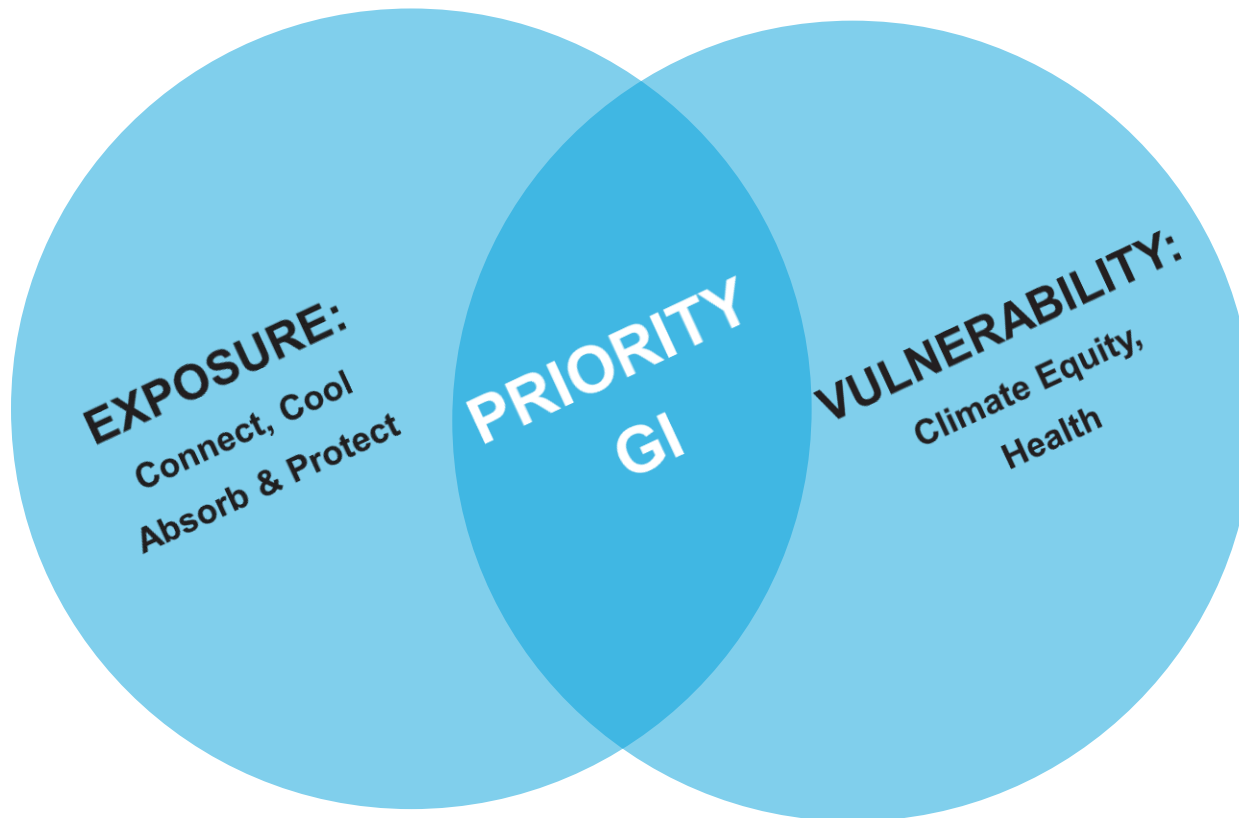 EXPOSURE:
Connect, Cool
Absorb & Protect
PRIORITY
GI
VULNERABILITY:
Climate Equity,
Health